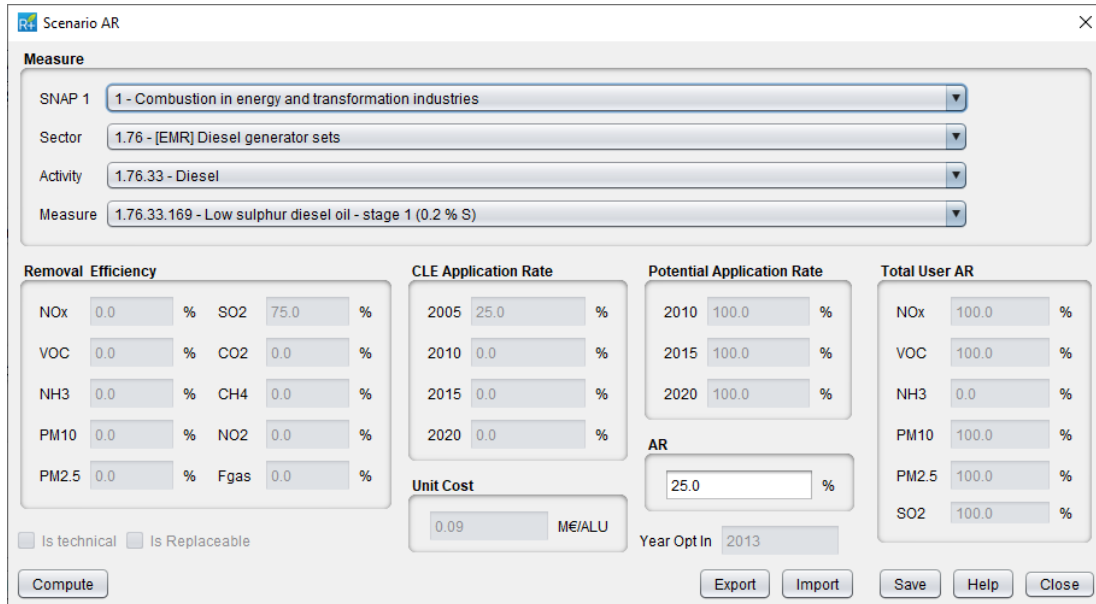 R+ Scenario AR
Measure
SNAP 1 1 - Combustion in energy and transformation industries
Sector 1.76 - [EMR] Diesel generator sets
Activity 1.76.33 - Diesel
Measure 1.76.33.169 - Low sulphur diesel oil - stage 1 (0.2 % S)
Removal Efficiency
NOx 0.0 % SO2 75.0 %
VOC 0.0 % CO2 0.0 %
NH3 0.0 % CH4 0.0 %
PM10 0.0 % NO2 0.0 %
PM2.5 0.0 % Fgas 0.0 %
Is technical Is Replaceable
CLE Application Rate
2005 25.0 %
2010 0.0 %
2015 0.0 %
2020 0.0 %
Unit Cost
0.09 M€/ALU
Potential Application Rate
2010 100.0 %
2015 100.0 %
2020 100.0 %
AR
25.0 %
Year Opt In 2013
Total User AR
NOx 100.0 %
VOC 100.0 %
NH3 0.0 %
PM10 100.0 %
PM2.5 100.0 %
SO2 100.0 %
Compute Export Import Save Help Close